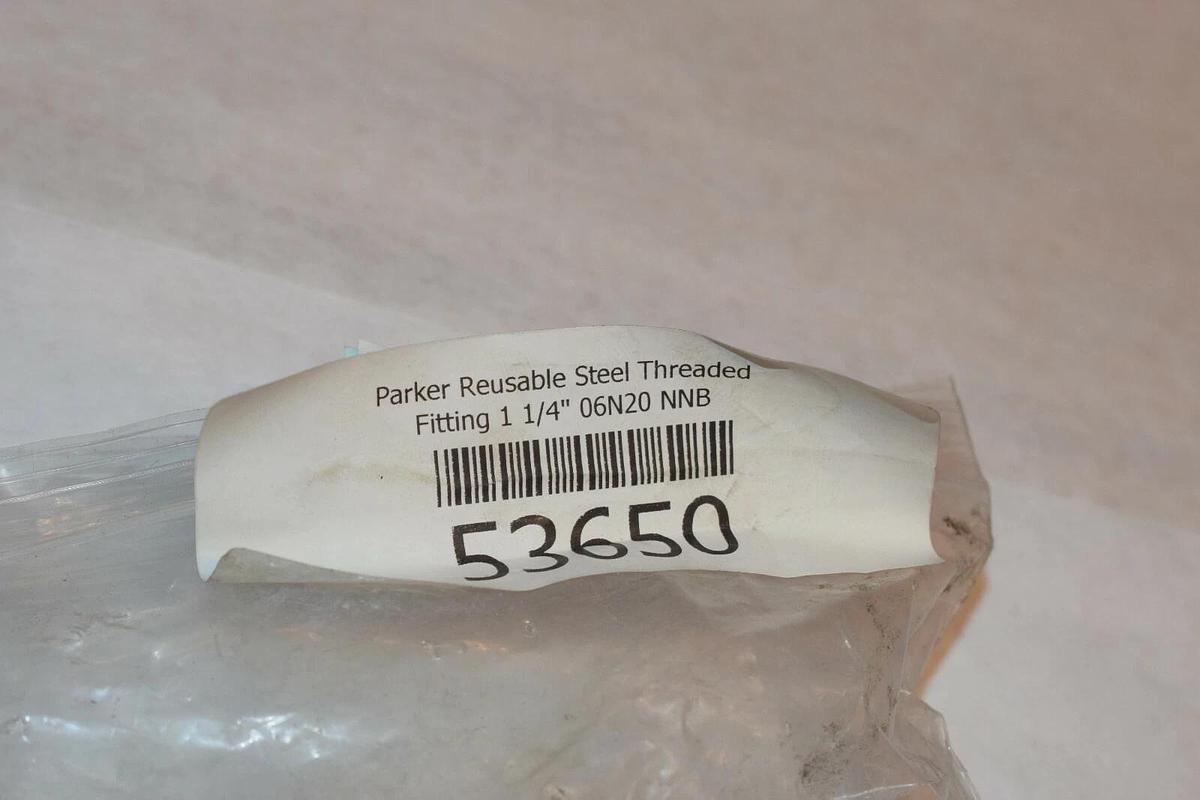 Parker Reusable Steel Threaded
Fitting 1 1/4" 06N20 NNB
53650